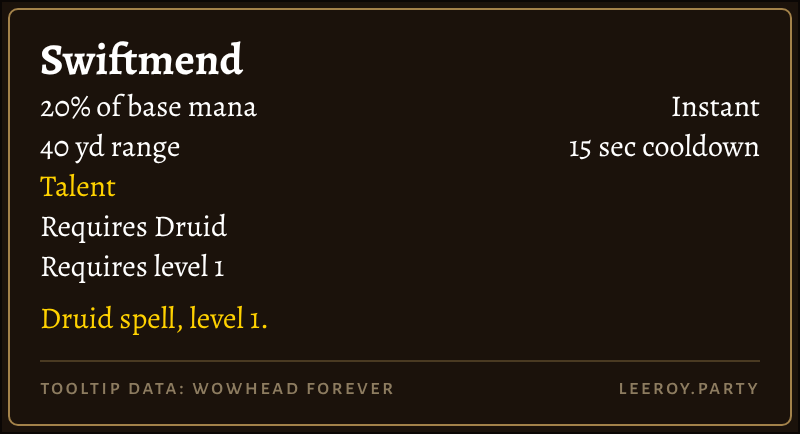 Swiftmend
20% of base mana Instant
40 yd range 15 sec cooldown
Talent
Requires Druid
Requires level 1
Druid spell, level 1.
TOOLTIP DATA: WOWHEAD FOREVER LEEROY.PARTY